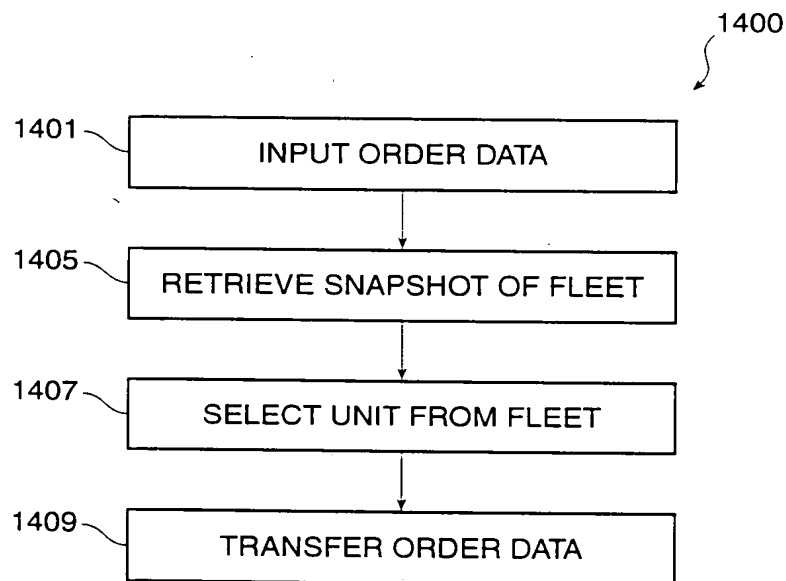 1400
1401
INPUT ORDER DATA
1405
RETRIEVE SNAPSHOT OF FLEET
1407
SELECT UNIT FROM FLEET
1409
TRANSFER ORDER DATA